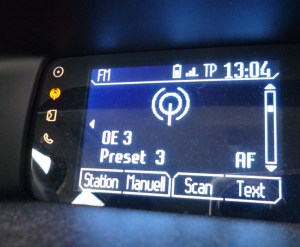 FM TP 13:04
OE 3
Preset 3 AF
Station Manuell Scan Text